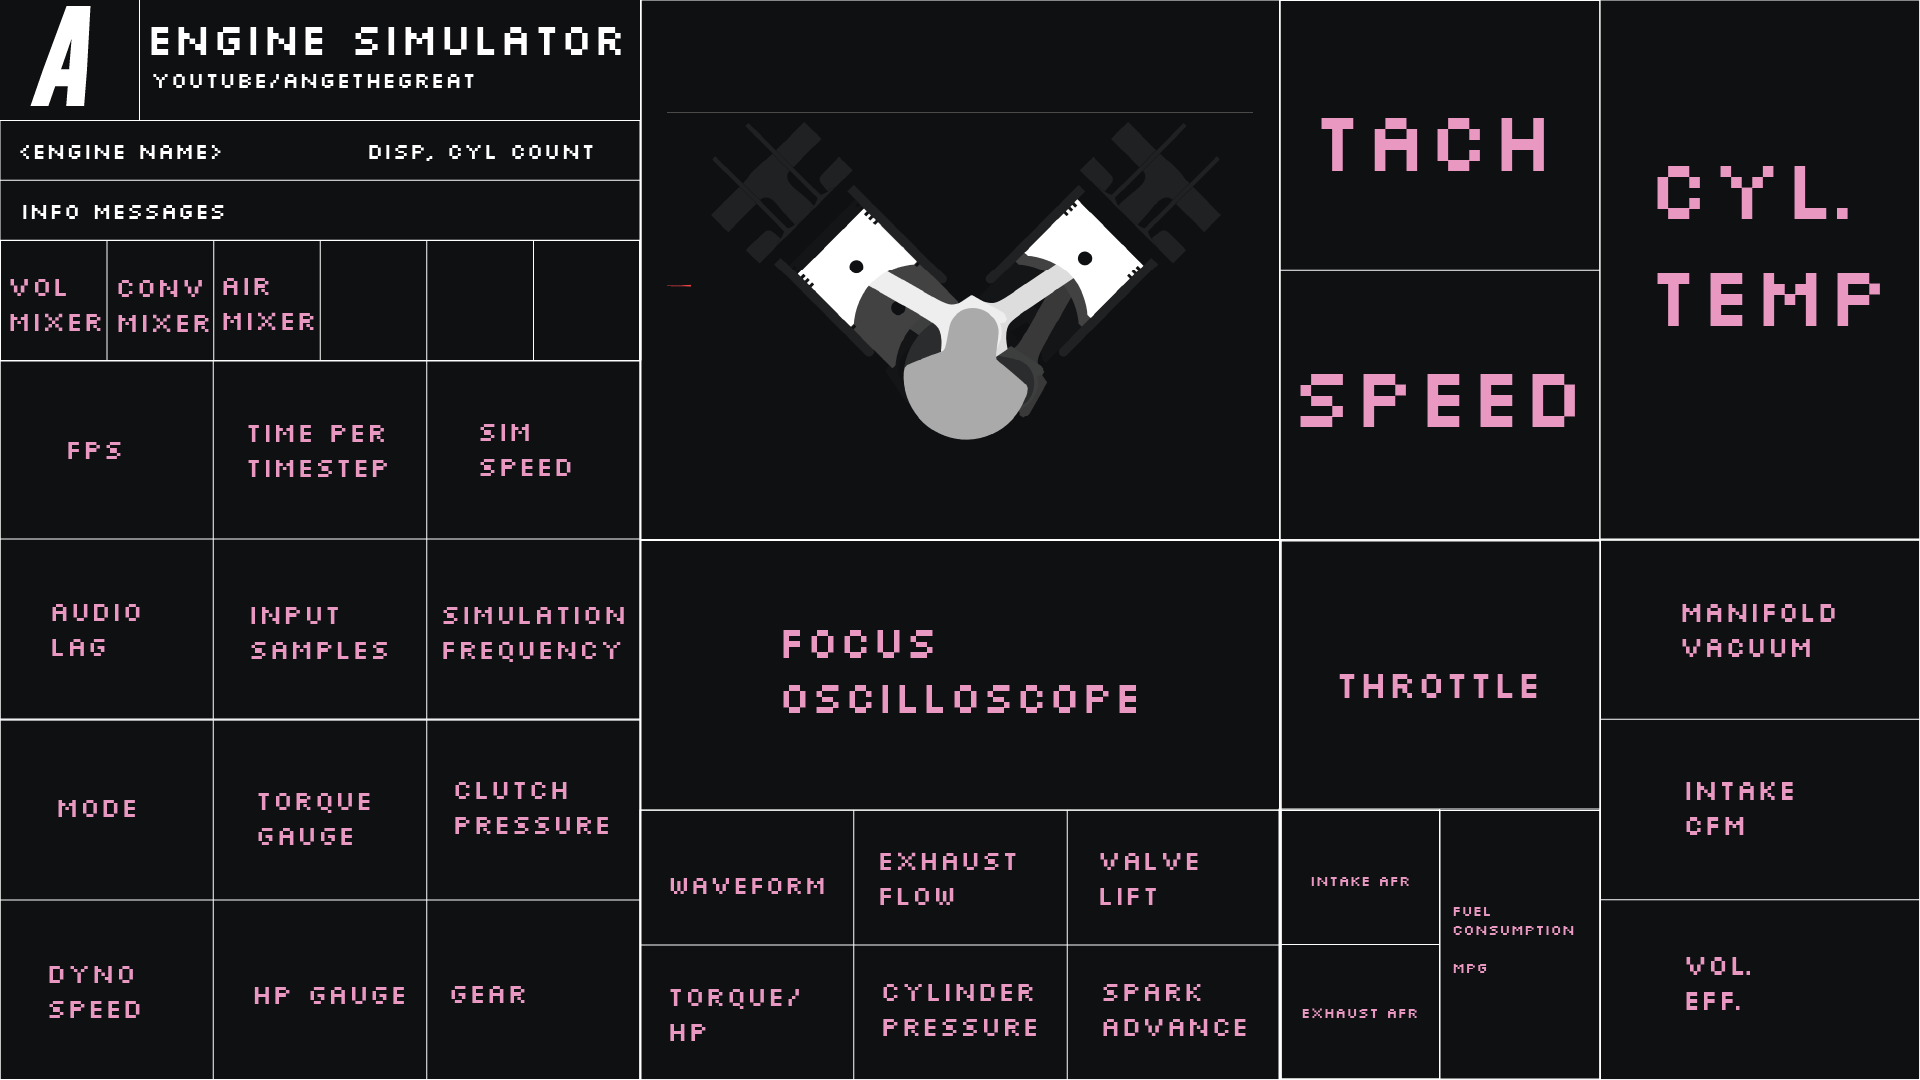 A
ENGINE SIMULATOR
YOUTUBE/ANGETHEGREAT
<ENGINE NAME>
DISP, CYL COUNT
INFO MESSAGES
VOL
MIXER
CONV
MIXER
AIR
MIXER
FPS
TIME PER
TIMESTEP
SIM
SPEED
AUDIO
LAG
INPUT
SAMPLES
SIMULATION
FREQUENCY
MODE
TORQUE
GAUGE
CLUTCH
PRESSURE
DYNO
SPEED
HP GAUGE
GEAR
FOCUS
OSCILLOSCOPE
WAVEFORM
EXHAUST
FLOW
VALVE
LIFT
TORQUE/
HP
CYLINDER
PRESSURE
SPARK
ADVANCE
TACH
SPEED
CYL.
TEMP
THROTTLE
INTAKE AFR
EXHAUST AFR
FUEL
CONSUMPTION
MPG
MANIFOLD
VACUUM
INTAKE
CFM
VOL.
EFF.